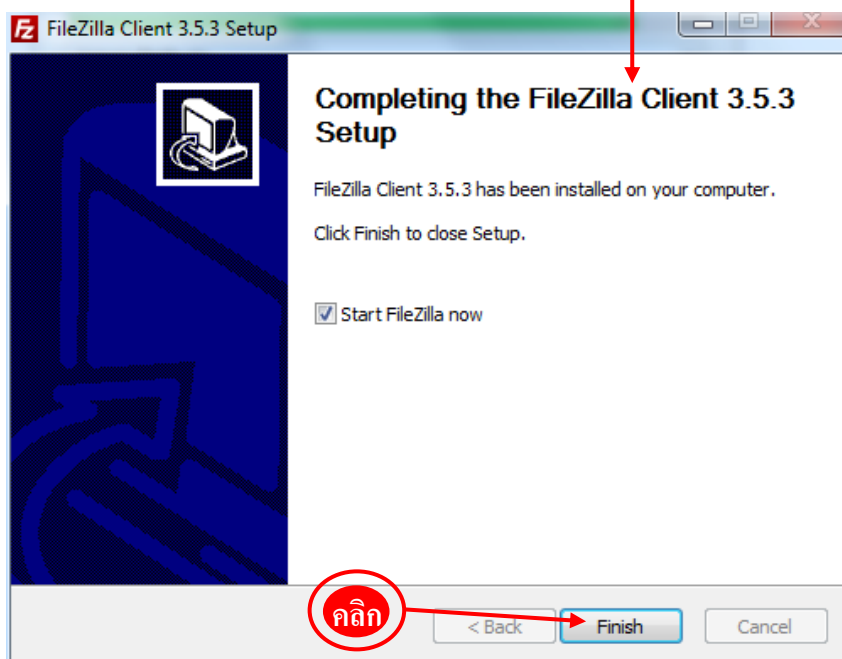 FileZilla Client 3.5.3 Setup
Completing the FileZilla Client 3.5.3
Setup
FileZilla Client 3.5.3 has been installed on your computer.
Click Finish to close Setup.
Start FileZilla now
คลิก
< Back Finish Cancel